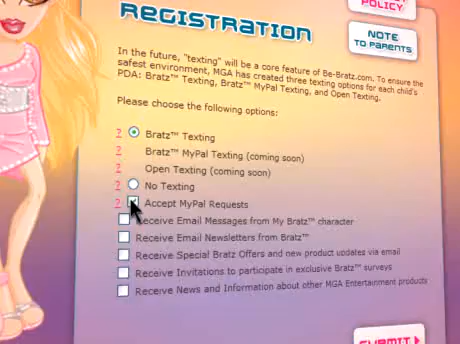 POLICY
REGISTRATION
NOTE
TO PARENTS
In the future, "texting" will be a core feature of Be-Bratz.com. To ensure the
safest environment, MGA has created three texting options for each child's
PDA: Bratz™ Texting, Bratz™ MyPal Texting, and Open Texting.
Please choose the following options:
? Bratz™ Texting
? Bratz™ MyPal Texting (coming soon)
? Open Texting (coming soon)
? No Texting
? Accept MyPal Requests
Receive Email Messages from My Bratz™ character
Receive Email Newsletters from Bratz™
Receive Special Bratz Offers and new product updates via email
Receive Invitations to participate in exclusive Bratz™ surveys
Receive News and Information about other MGA Entertainment products
SUBMIT